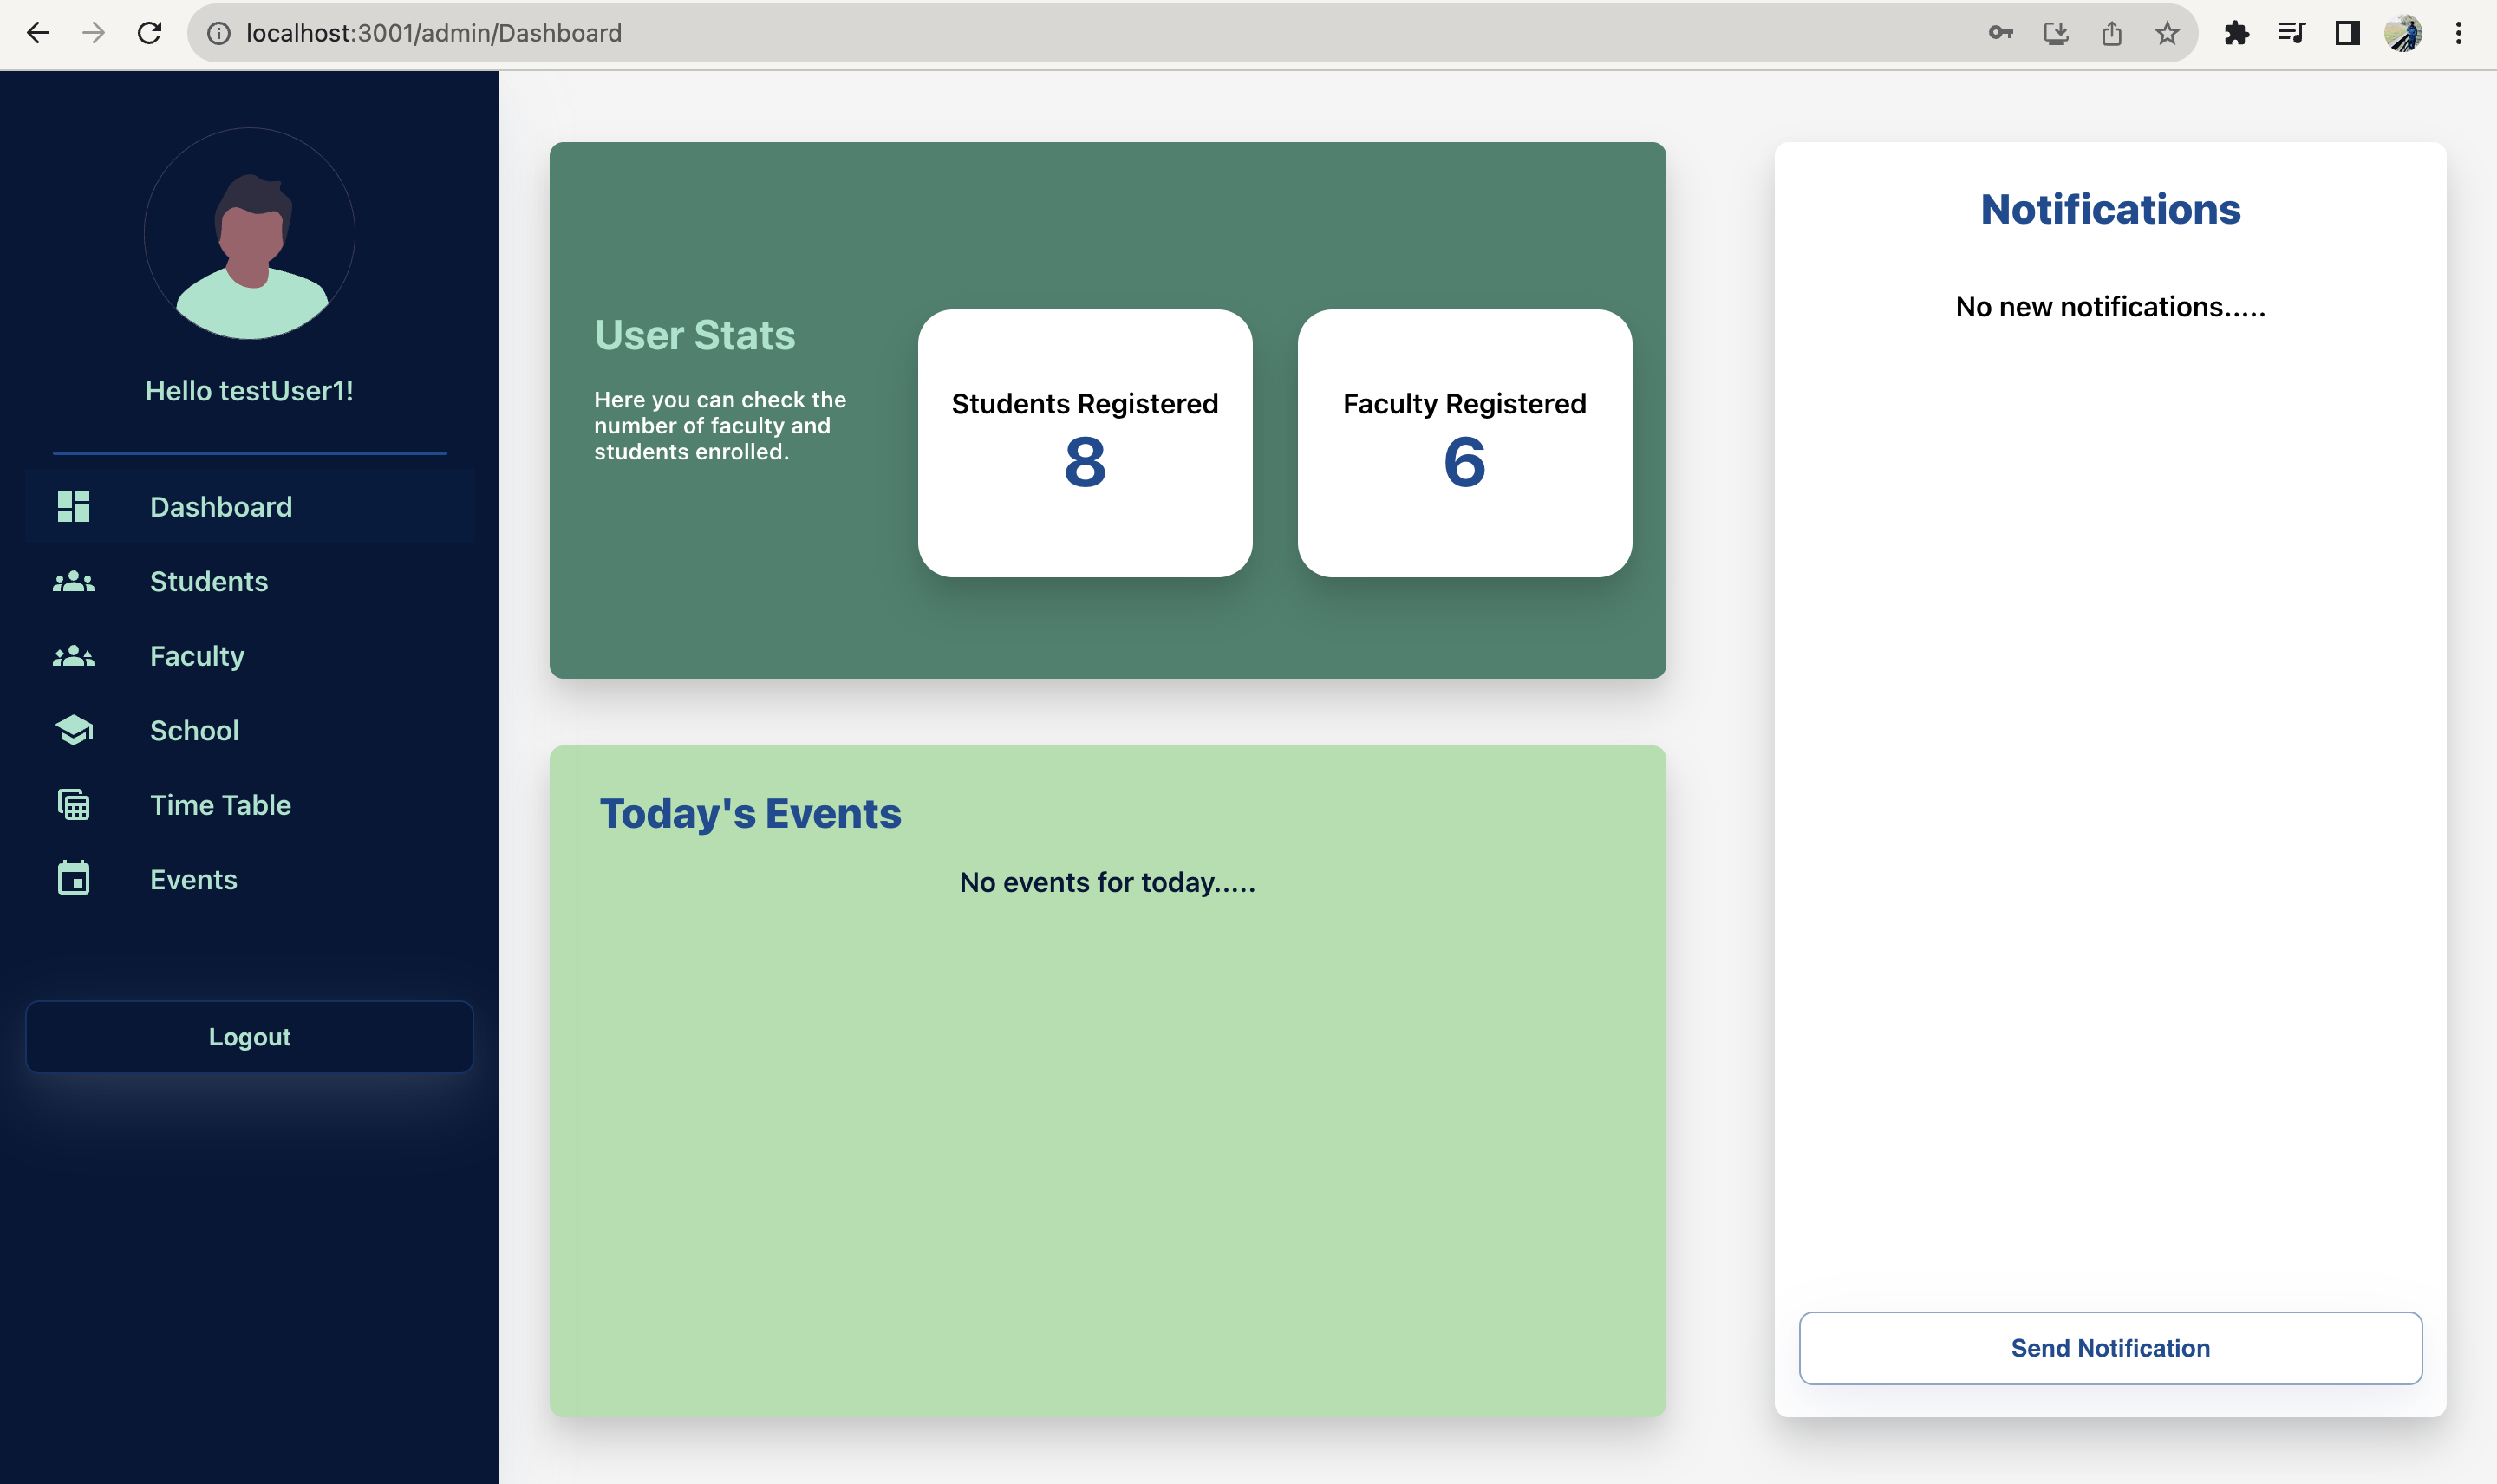 localhost:3001/admin/Dashboard
Hello testUser1!
Dashboard
Students
Faculty
School
Time Table
Events
Logout
User Stats
Here you can check the
number of faculty and
students enrolled.
Students Registered
8
Faculty Registered
6
Today's Events
No events for today.....
Notifications
No new notifications.....
Send Notification